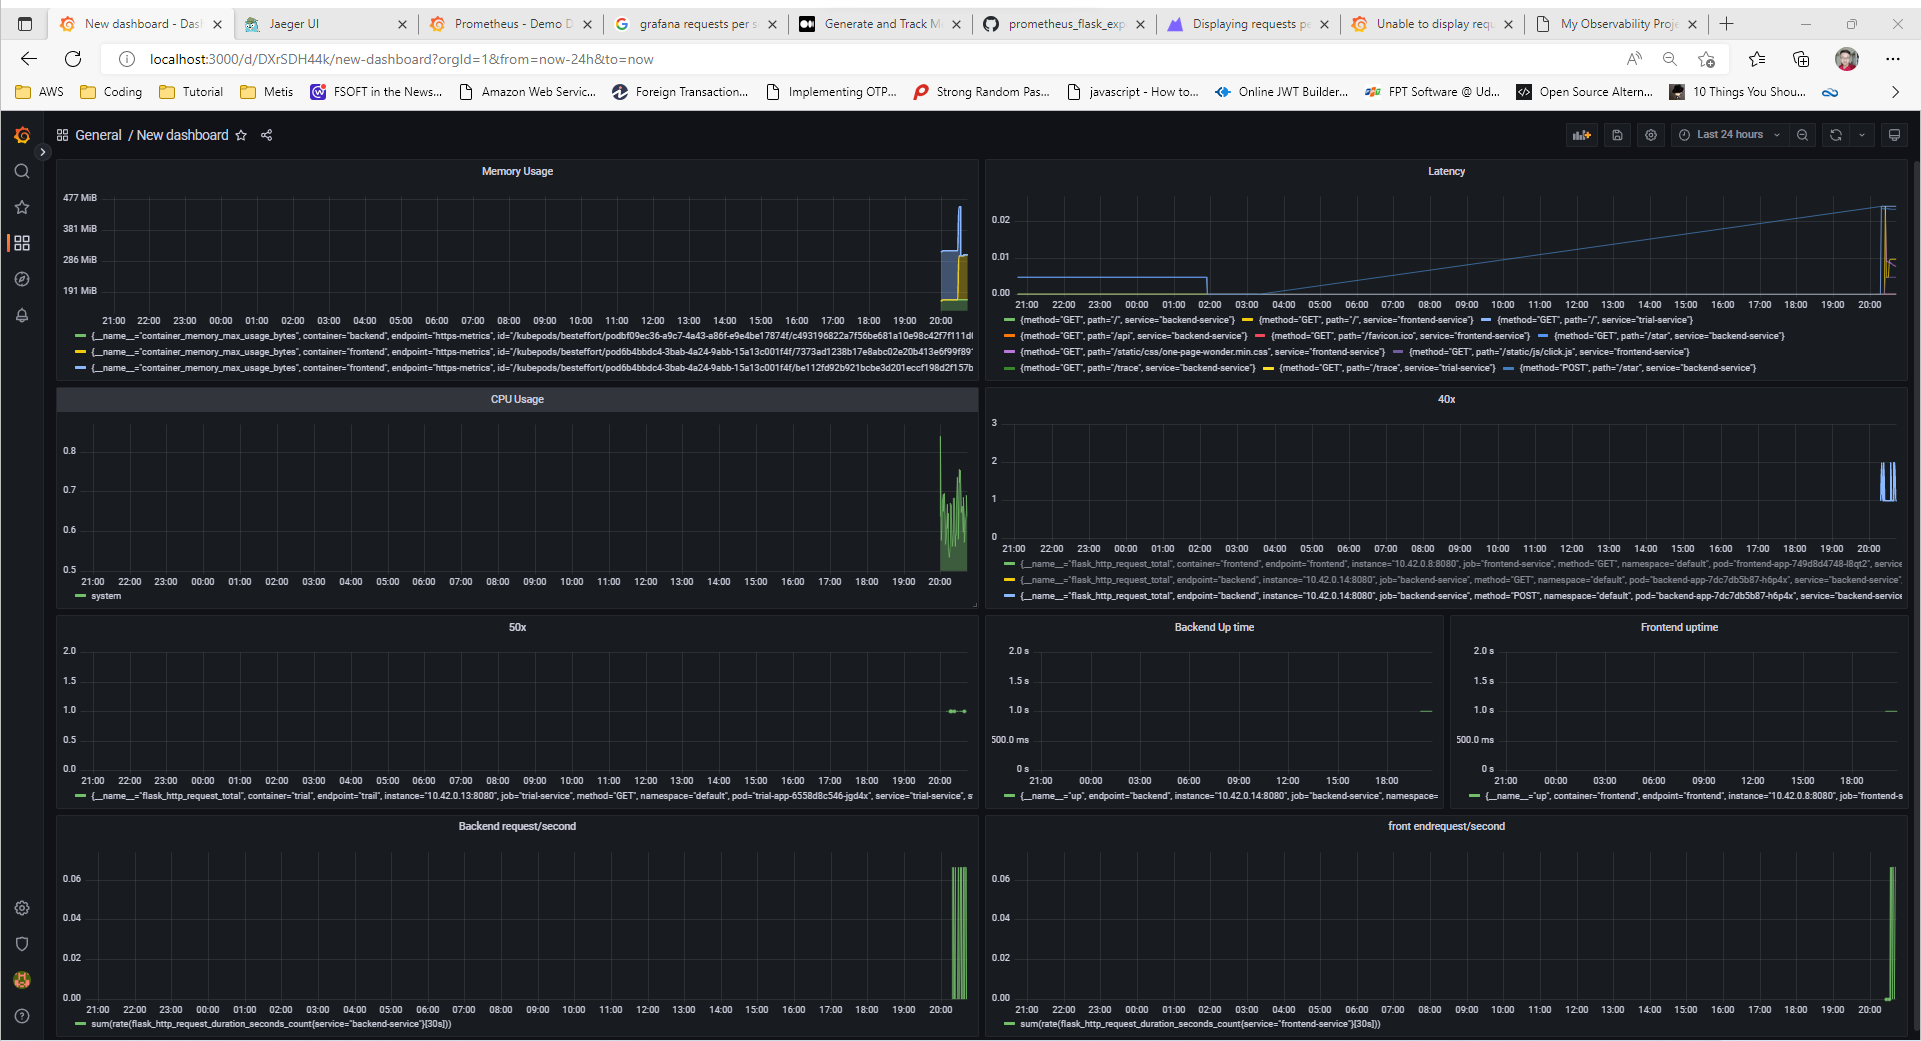 New dashboard - Das
Jaeger UI
Prometheus - Demo D
grafana requests per s
Generate and Track M
prometheus_flask_exp
Displaying requests pe
Unable to display requ
My Observability Proje
localhost:3000/d/DXrSDH44k/new-dashboard?orgId=1&from=now-24h&to=now
AWS
Coding
Tutorial
Metis
FSOFT in the News...
Amazon Web Servic...
Foreign Transaction...
Implementing OTP...
Strong Random Pas...
javascript - How to...
Online JWT Builder...
FPT Software @ Ud...
Open Source Altern...
10 Things You Shou...
General / New dashboard
Last 24 hours
Memory Usage
477 MiB
381 MiB
286 MiB
191 MiB
21:00 22:00 23:00 00:00 01:00 02:00 03:00 04:00 05:00 06:00 07:00 08:00 09:00 10:00 11:00 12:00 13:00 14:00 15:00 16:00 17:00 18:00 19:00 20:00
{__name__="container_memory_max_usage_bytes", container="backend", endpoint="https-metrics", id="/kubepods/besteffort/podbf09ec36-a9c7-4a43-a86f-e9e4be17874f/c493196822a7f56be681a10e98c42f7f111d0
{__name__="container_memory_max_usage_bytes", container="frontend", endpoint="https-metrics", id="/kubepods/besteffort/pod6b4bbdc4-3bab-4a24-9abb-15a13c001f4f/7373ad1238b17e8abc02e20b413e6f99f89
{__name__="container_memory_max_usage_bytes", container="frontend", endpoint="https-metrics", id="/kubepods/besteffort/pod6b4bbdc4-3bab-4a24-9abb-15a13c001f4f/be112fd92b921bcbe3d201eccf198d2f157b
Latency
0.02
0.01
0.00
21:00 22:00 23:00 00:00 01:00 02:00 03:00 04:00 05:00 06:00 07:00 08:00 09:00 10:00 11:00 12:00 13:00 14:00 15:00 16:00 17:00 18:00 19:00 20:00
{method="GET", path="/", service="backend-service"} {method="GET", path="/", service="frontend-service"} {method="GET", path="/", service="trial-service"}
{method="GET", path="/api", service="backend-service"} {method="GET", path="/favicon.ico", service="frontend-service"} {method="GET", path="/star", service="backend-service"}
{method="GET", path="/static/css/one-page-wonder.min.css", service="frontend-service"} {method="GET", path="/static/js/click.js", service="frontend-service"}
{method="GET", path="/trace", service="backend-service"} {method="GET", path="/trace", service="trial-service"} {method="POST", path="/star", service="backend-service"}
CPU Usage
0.8
0.7
0.6
0.5
21:00 22:00 23:00 00:00 01:00 02:00 03:00 04:00 05:00 06:00 07:00 08:00 09:00 10:00 11:00 12:00 13:00 14:00 15:00 16:00 17:00 18:00 19:00 20:00
system
40x
3
2
1
0
21:00 22:00 23:00 00:00 01:00 02:00 03:00 04:00 05:00 06:00 07:00 08:00 09:00 10:00 11:00 12:00 13:00 14:00 15:00 16:00 17:00 18:00 19:00 20:00
{__name__="flask_http_request_total", container="frontend", endpoint="frontend", instance="10.42.0.8:8080", job="frontend-service", method="GET", namespace="default", pod="frontend-app-749d8d4748-l8qt2", service
{__name__="flask_http_request_total", endpoint="backend", instance="10.42.0.14:8080", job="backend-service", method="GET", namespace="default", pod="backend-app-7dc7db5b87-h6p4x", service="backend-service",
{__name__="flask_http_request_total", endpoint="backend", instance="10.42.0.14:8080", job="backend-service", method="POST", namespace="default", pod="backend-app-7dc7db5b87-h6p4x", service="backend-service
50x
2.0
1.5
1.0
0.5
0.0
21:00 22:00 23:00 00:00 01:00 02:00 03:00 04:00 05:00 06:00 07:00 08:00 09:00 10:00 11:00 12:00 13:00 14:00 15:00 16:00 17:00 18:00 19:00 20:00
{__name__="flask_http_request_total", container="trial", endpoint="trail", instance="10.42.0.13:8080", job="trial-service", method="GET", namespace="default", pod="trial-app-6558d8c546-jgd4x", service="trial-service", s
Backend Up time
2.0 s
1.5 s
1.0 s
500.0 ms
0 s
21:00 00:00 03:00 06:00 09:00 12:00 15:00 18:00
{__name__="up", endpoint="backend", instance="10.42.0.14:8080", job="backend-service", namespace=
Frontend uptime
2.0 s
1.5 s
1.0 s
500.0 ms
0 s
21:00 00:00 03:00 06:00 09:00 12:00 15:00 18:00
{__name__="up", container="frontend", endpoint="frontend", instance="10.42.0.8:8080", job="frontend-s
Backend request/second
0.06
0.04
0.02
0.00
21:00 22:00 23:00 00:00 01:00 02:00 03:00 04:00 05:00 06:00 07:00 08:00 09:00 10:00 11:00 12:00 13:00 14:00 15:00 16:00 17:00 18:00 19:00 20:00
sum(rate(flask_http_request_duration_seconds_count{service="backend-service"}[30s]))
front endrequest/second
0.06
0.04
0.02
0.00
21:00 22:00 23:00 00:00 01:00 02:00 03:00 04:00 05:00 06:00 07:00 08:00 09:00 10:00 11:00 12:00 13:00 14:00 15:00 16:00 17:00 18:00 19:00 20:00
sum(rate(flask_http_request_duration_seconds_count{service="frontend-service"}[30s]))